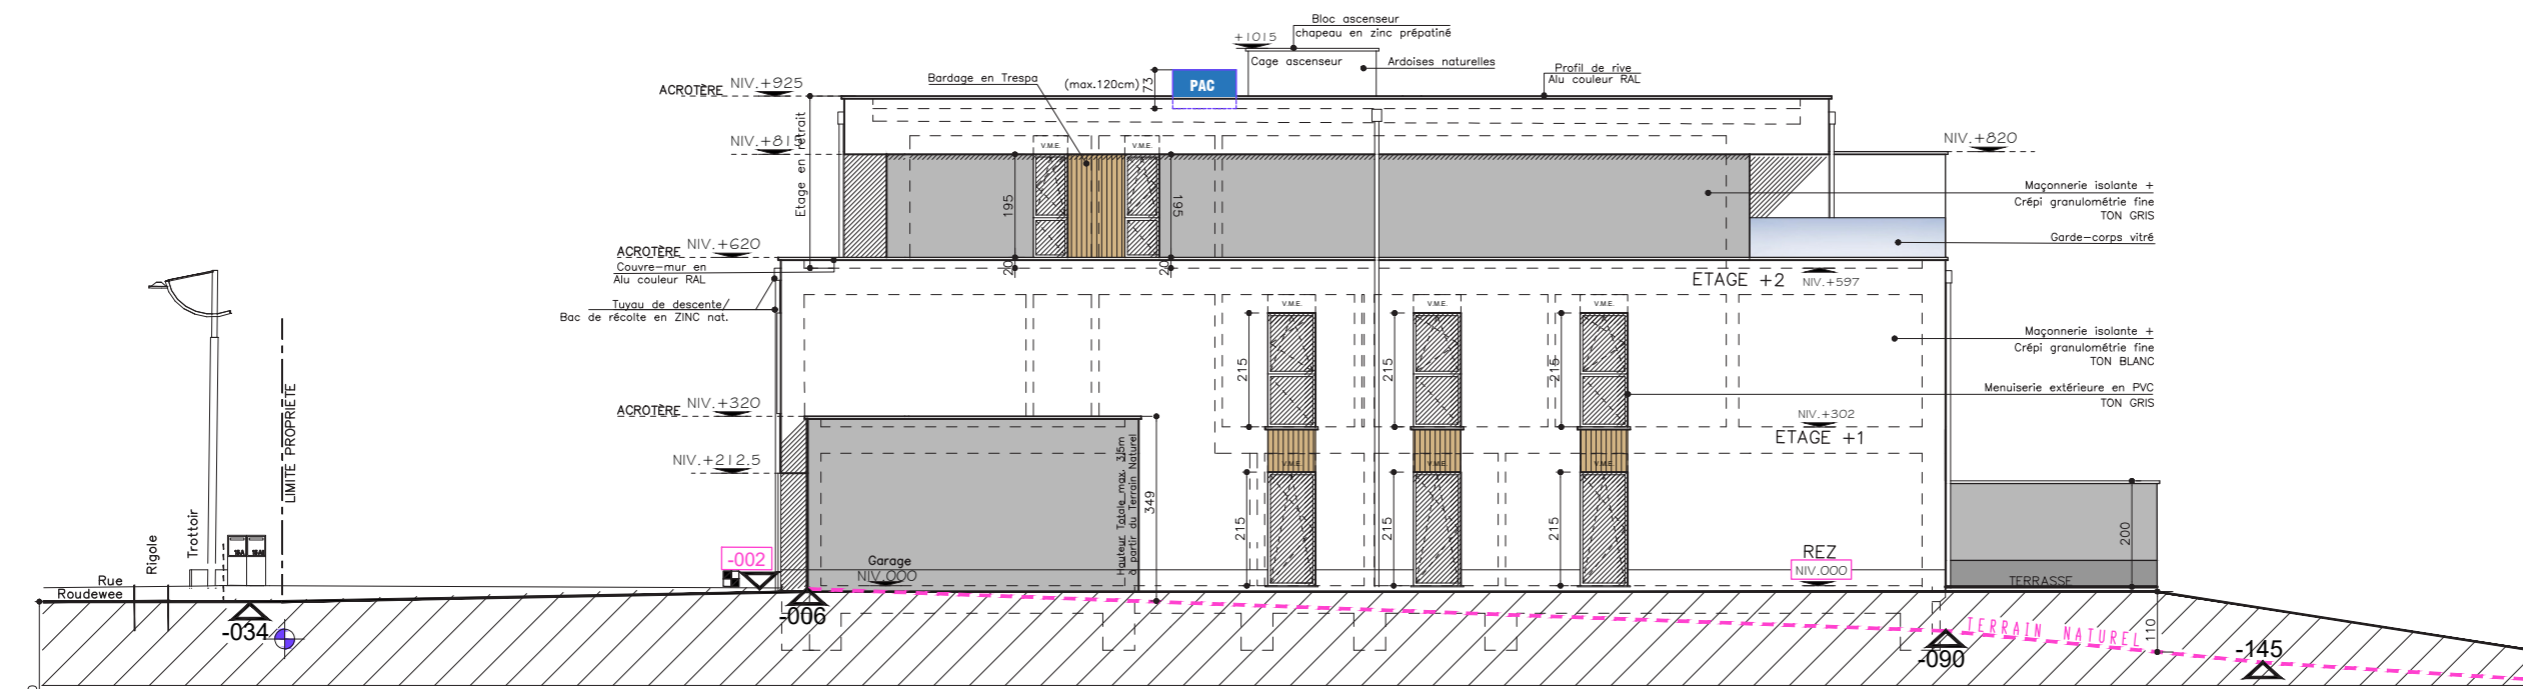 Bloc ascenseur
chapeau en zinc prépatiné
+1015
Cage ascenseur
Ardoises naturelles
Profil de rive
Alu couleur RAL
Bardage en Trespa
(max.120cm)
73
PAC
ACROTÈRE NIV.+925
NIV.+815
Etage en retrait
V.M.E.
V.M.E.
195
195
NIV.+820
Maçonnerie isolante +
Crépi granulométrie fine
TON GRIS
Garde-corps vitré
ACROTÈRE NIV.+620
Couvre-mur en
Alu couleur RAL
20
20
ETAGE +2
NIV.+597
Tuyau de descente/
Bac de récolte en ZINC nat.
V.M.E.
V.M.E.
V.M.E.
215
215
215
Maçonnerie isolante +
Crépi granulométrie fine
TON BLANC
Menuiserie extérieure en PVC
TON GRIS
ACROTÈRE NIV.+320
NIV.+302
ETAGE +1
NIV.+212.5
V.M.E.
V.M.E.
V.M.E.
215
215
215
Hauteur Totale max. 3,5m
à partir du Terrain Naturel
349
200
LIMITE PROPRIETE
Trottoir
Rigole
Rue
Roudewee
-002
Garage
NIV.000
REZ
NIV.000
TERRASSE
-034
-006
-090
TERRAIN NATUREL
110
-145